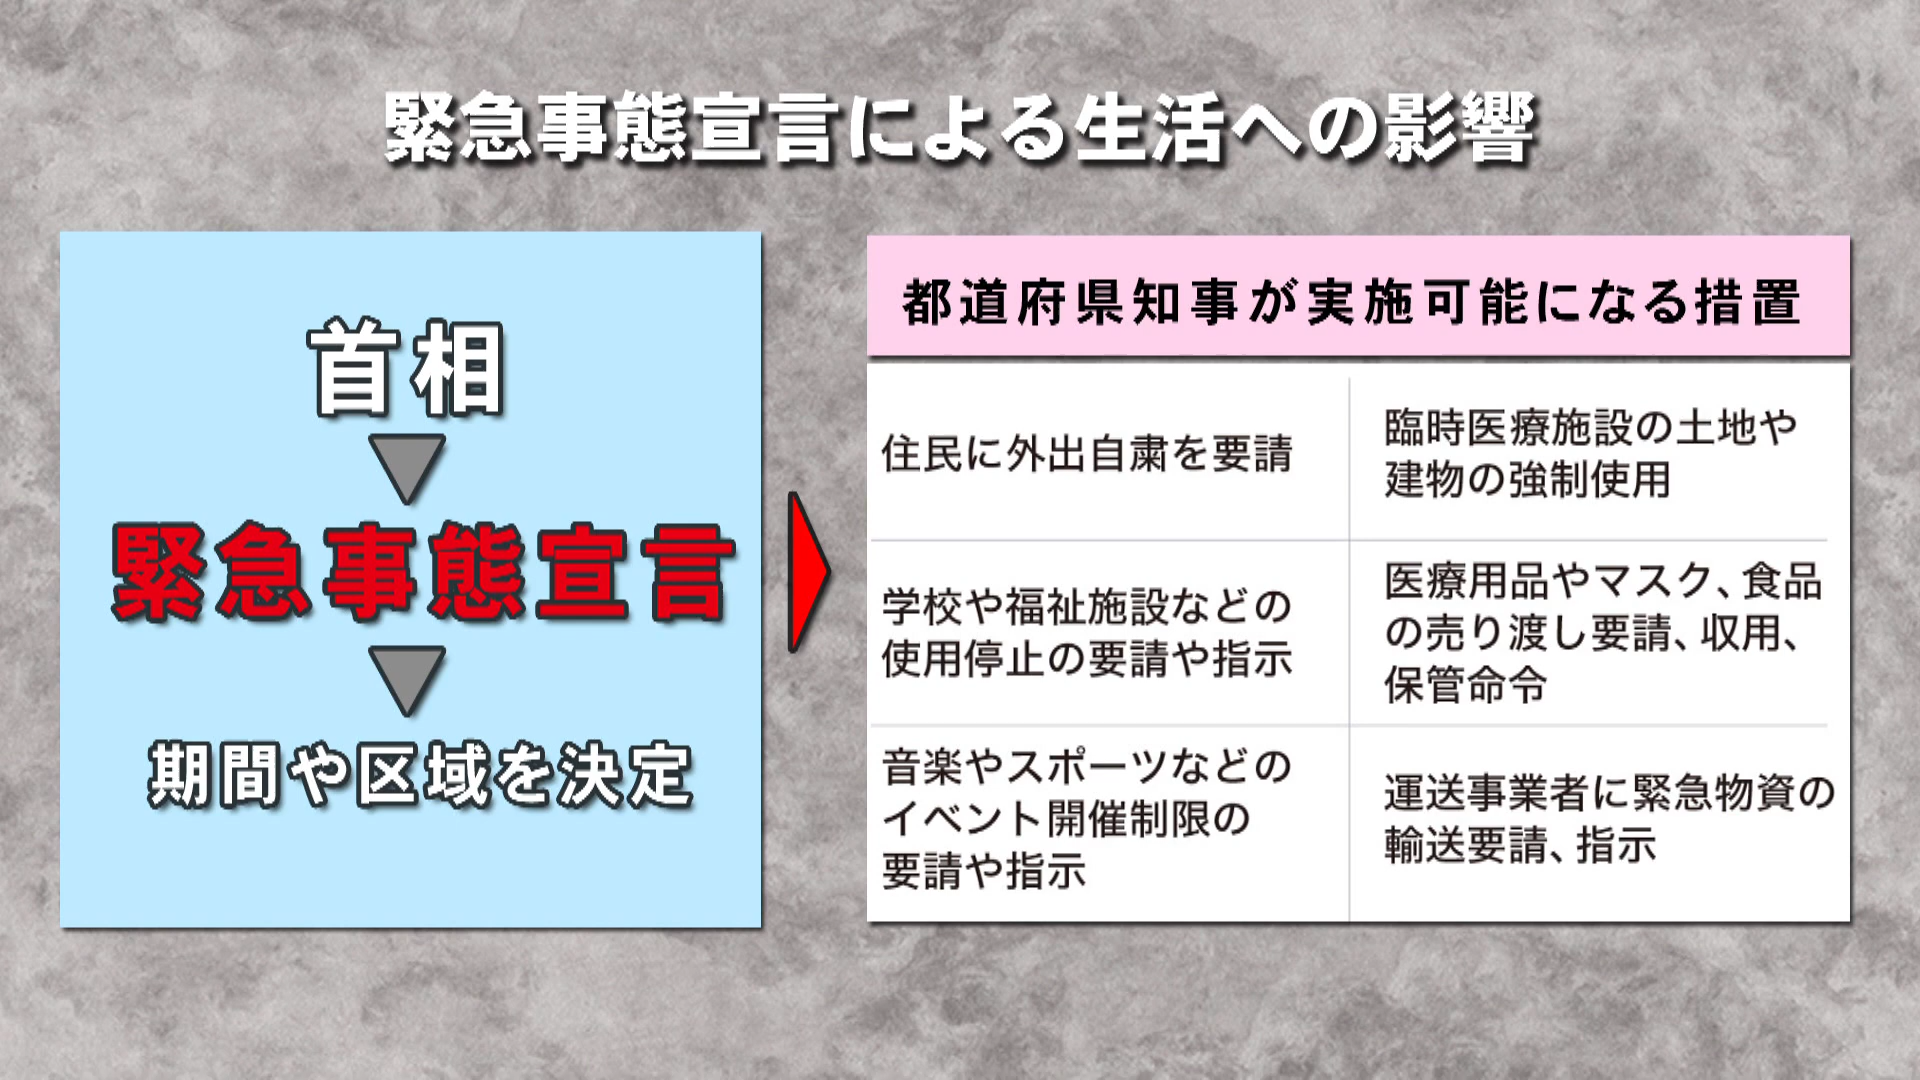 緊急事態宣言による生活への影響
首相
緊急事態宣言
期間や区域を決定
都道府県知事が実施可能になる措置
住民に外出自粛を要請
臨時医療施設の土地や
建物の強制使用
学校や福祉施設などの
使用停止の要請や指示
医療用品やマスク、食品
の売り渡し要請、収用、
保管命令
音楽やスポーツなどの
イベント開催制限の
要請や指示
運送事業者に緊急物資の
輸送要請、指示